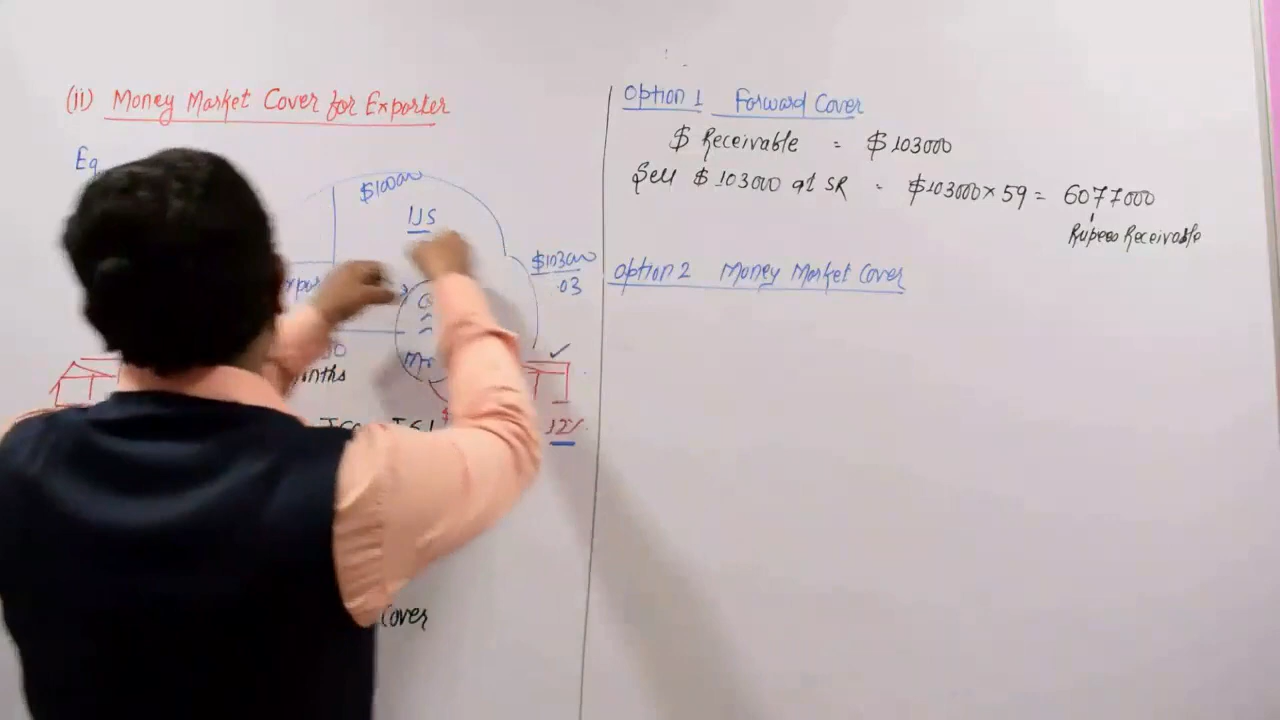 (ii) Money Market Cover for Exporter
Eg.
$100000
US
$103000
.03
12%
Cover
Option 1 Forward Cover
$ Receivable = $103000
Sell $103000 at SR = $103000 × 59 = 6077000
Rupees Receivable
Option 2 Money Market Cover